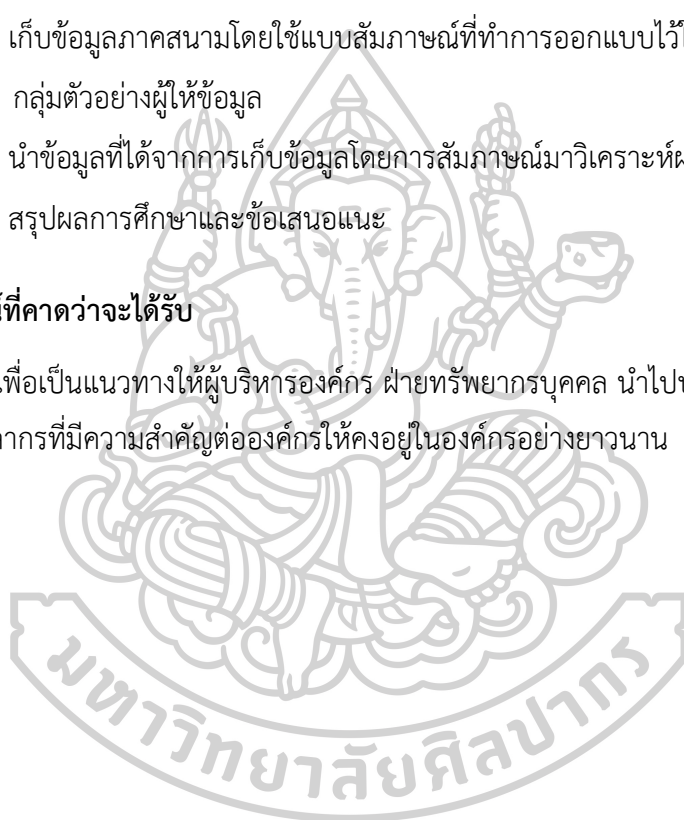 เก็บข้อมูลภาคสนามโดยใช้แบบสัมภาษณ์ที่ทำการออกแบบไว้
กลุ่มตัวอย่างผู้ให้ข้อมูล
นำข้อมูลที่ได้จากการเก็บข้อมูลโดยการสัมภาษณ์มาวิเคราะห์
สรุปผลการศึกษาและข้อเสนอแนะ
ที่คาดว่าจะได้รับ
เพื่อเป็นแนวทางให้ผู้บริหารองค์กร ฝ่ายทรัพยากรบุคคล นำไป
ากรที่มีความสำคัญต่อองค์กรให้คงอยู่ในองค์กรอย่างยาวนาน
มหาวิทยาลัยศิลปากร